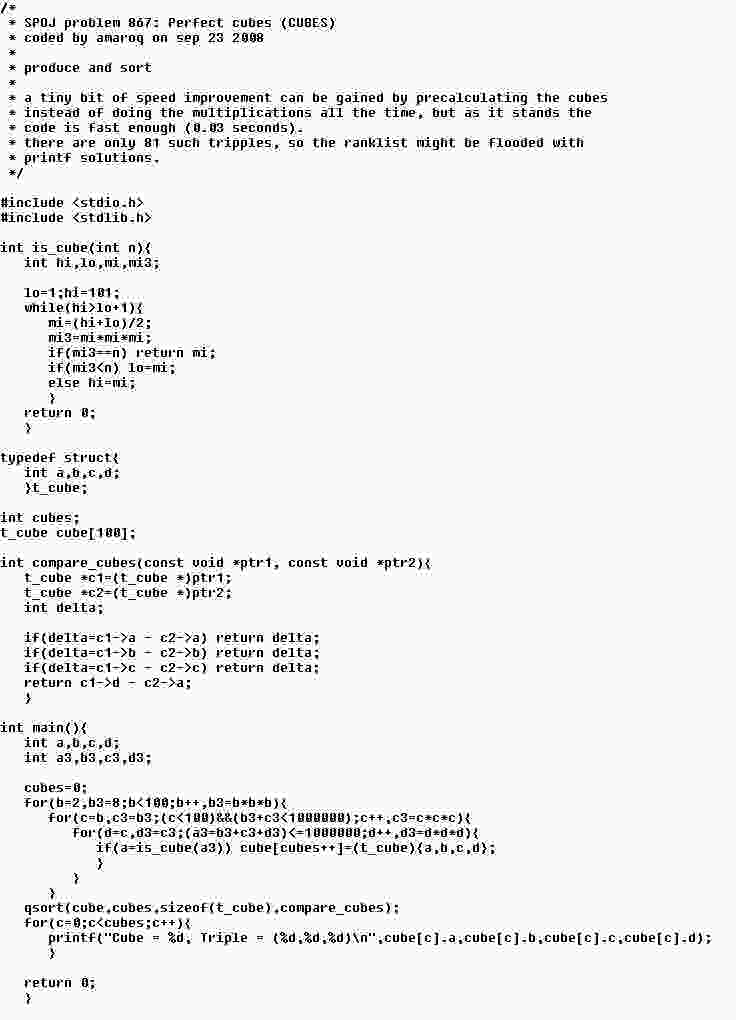 /*
 * SPOJ problem 867: Perfect cubes (CUBES)
 * coded by amaroq on sep 23 2008
 *
 * produce and sort
 *
 * a tiny bit of speed improvement can be gained by precalculating the cubes
 * instead of doing the multiplications all the time, but as it stands the
 * code is fast enough (0.03 seconds).
 * there are only 81 such tripples, so the ranklist might be flooded with
 * printf solutions.
 */

#include <stdio.h>
#include <stdlib.h>

int is_cube(int n){
   int hi,lo,mi,mi3;

   lo=1;hi=101;
   while(hi>lo+1){
      mi=(hi+lo)/2;
      mi3=mi*mi*mi;
      if(mi3==n) return mi;
      if(mi3<n) lo=mi;
      else hi=mi;
      }
   return 0;
   }

typedef struct{
   int a,b,c,d;
   }t_cube;

int cubes;
t_cube cube[100];

int compare_cubes(const void *ptr1, const void *ptr2){
   t_cube *c1=(t_cube *)ptr1;
   t_cube *c2=(t_cube *)ptr2;
   int delta;

   if(delta=c1->a - c2->a) return delta;
   if(delta=c1->b - c2->b) return delta;
   if(delta=c1->c - c2->c) return delta;
   return c1->d - c2->a;
   }

int main(){
   int a,b,c,d;
   int a3,b3,c3,d3;

   cubes=0;
   for(b=2,b3=8;b<100;b++,b3=b*b*b){
      for(c=b,c3=b3;(c<100)&&(b3+c3<1000000);c++,c3=c*c*c){
         for(d=c,d3=c3;(a3=b3+c3+d3)<=1000000;d++,d3=d*d*d){
            if(a=is_cube(a3)) cube[cubes++]=(t_cube){a,b,c,d};
            }
         }
      }
   qsort(cube,cubes,sizeof(t_cube),compare_cubes);
   for(c=0;c<cubes;c++){
      printf("Cube = %d, Triple = (%d,%d,%d)\n",cube[c].a,cube[c].b,cube[c].c,cube[c].d);
      }

   return 0;
   }